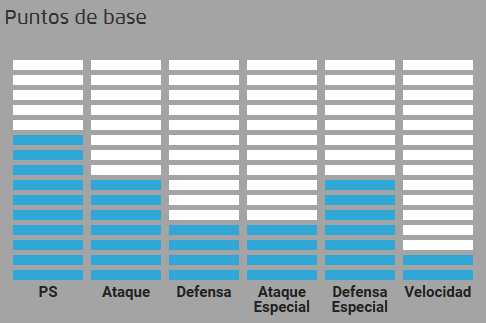 Puntos de base
PS
Ataque
Defensa
Ataque
Especial
Defensa
Especial
Velocidad